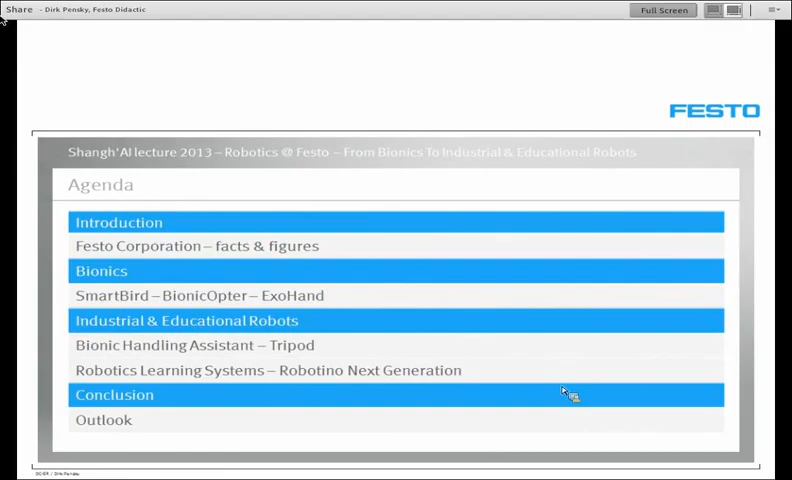 Share - Dirk Pensky, Festo Didactic
Full Screen
FESTO
Shangh'AI lecture 2013 – Robotics @ Festo – From Bionics To Industrial & Educational Robots
Agenda
Introduction
Festo Corporation – facts & figures
Bionics
SmartBird – BionicOpter – ExoHand
Industrial & Educational Robots
Bionic Handling Assistant – Tripod
Robotics Learning Systems – Robotino Next Generation
Conclusion
Outlook
/ Dirk Pensky